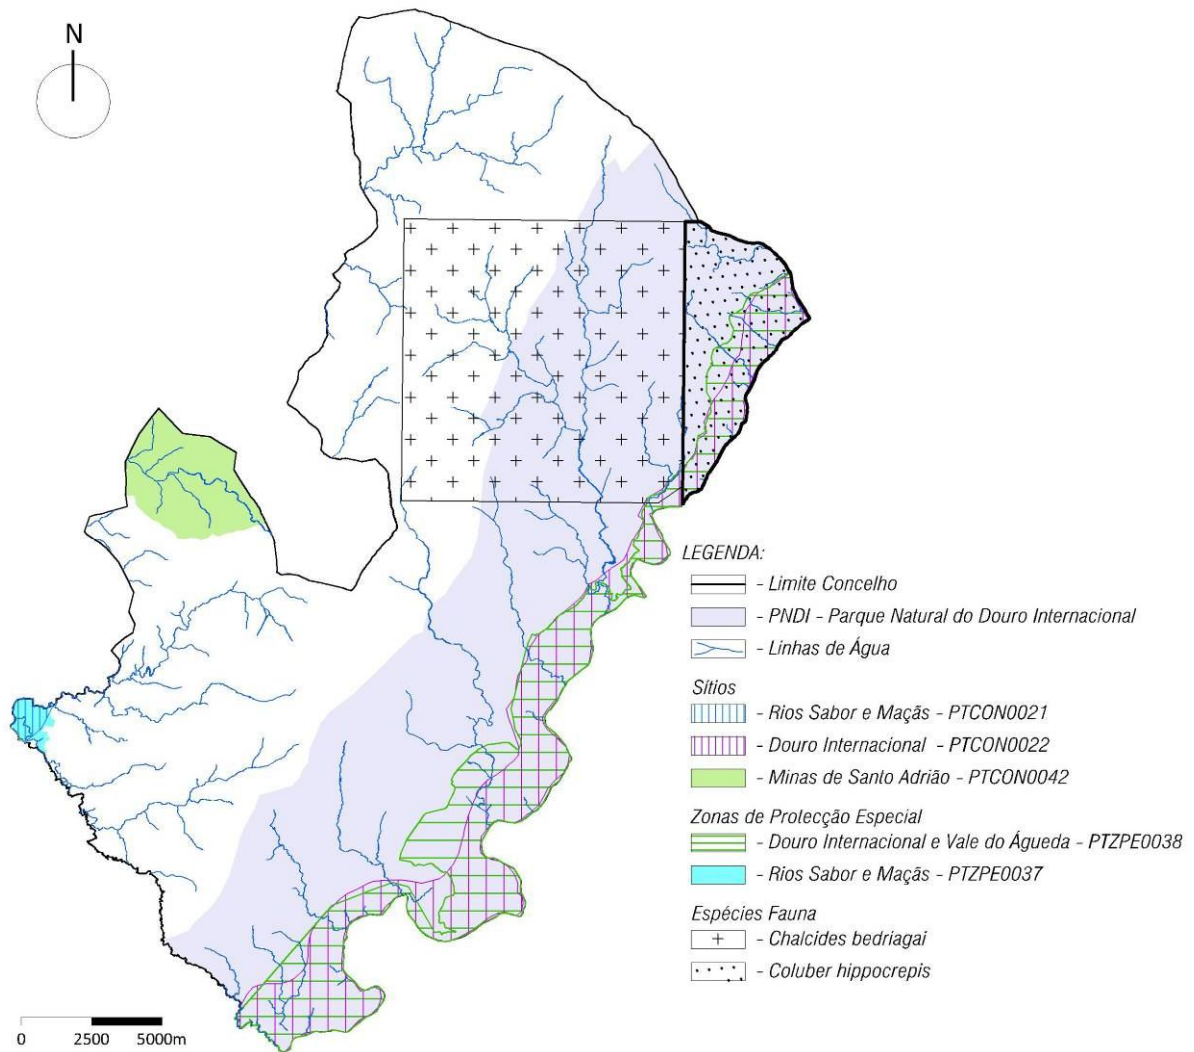 N
LEGENDA:
- Limite Concelho
- PNDI - Parque Natural do Douro Internacional
- Linhas de Água
Sítios
- Rios Sabor e Maçãs - PTCON0021
- Douro Internacional - PTCON0022
- Minas de Santo Adrião - PTCON0042
Zonas de Protecção Especial
- Douro Internacional e Vale do Águeda - PTZPE0038
- Rios Sabor e Maçãs - PTZPE0037
Espécies Fauna
- Chalcides bedriagai
- Coluber hippocrepis
0 2500 5000m